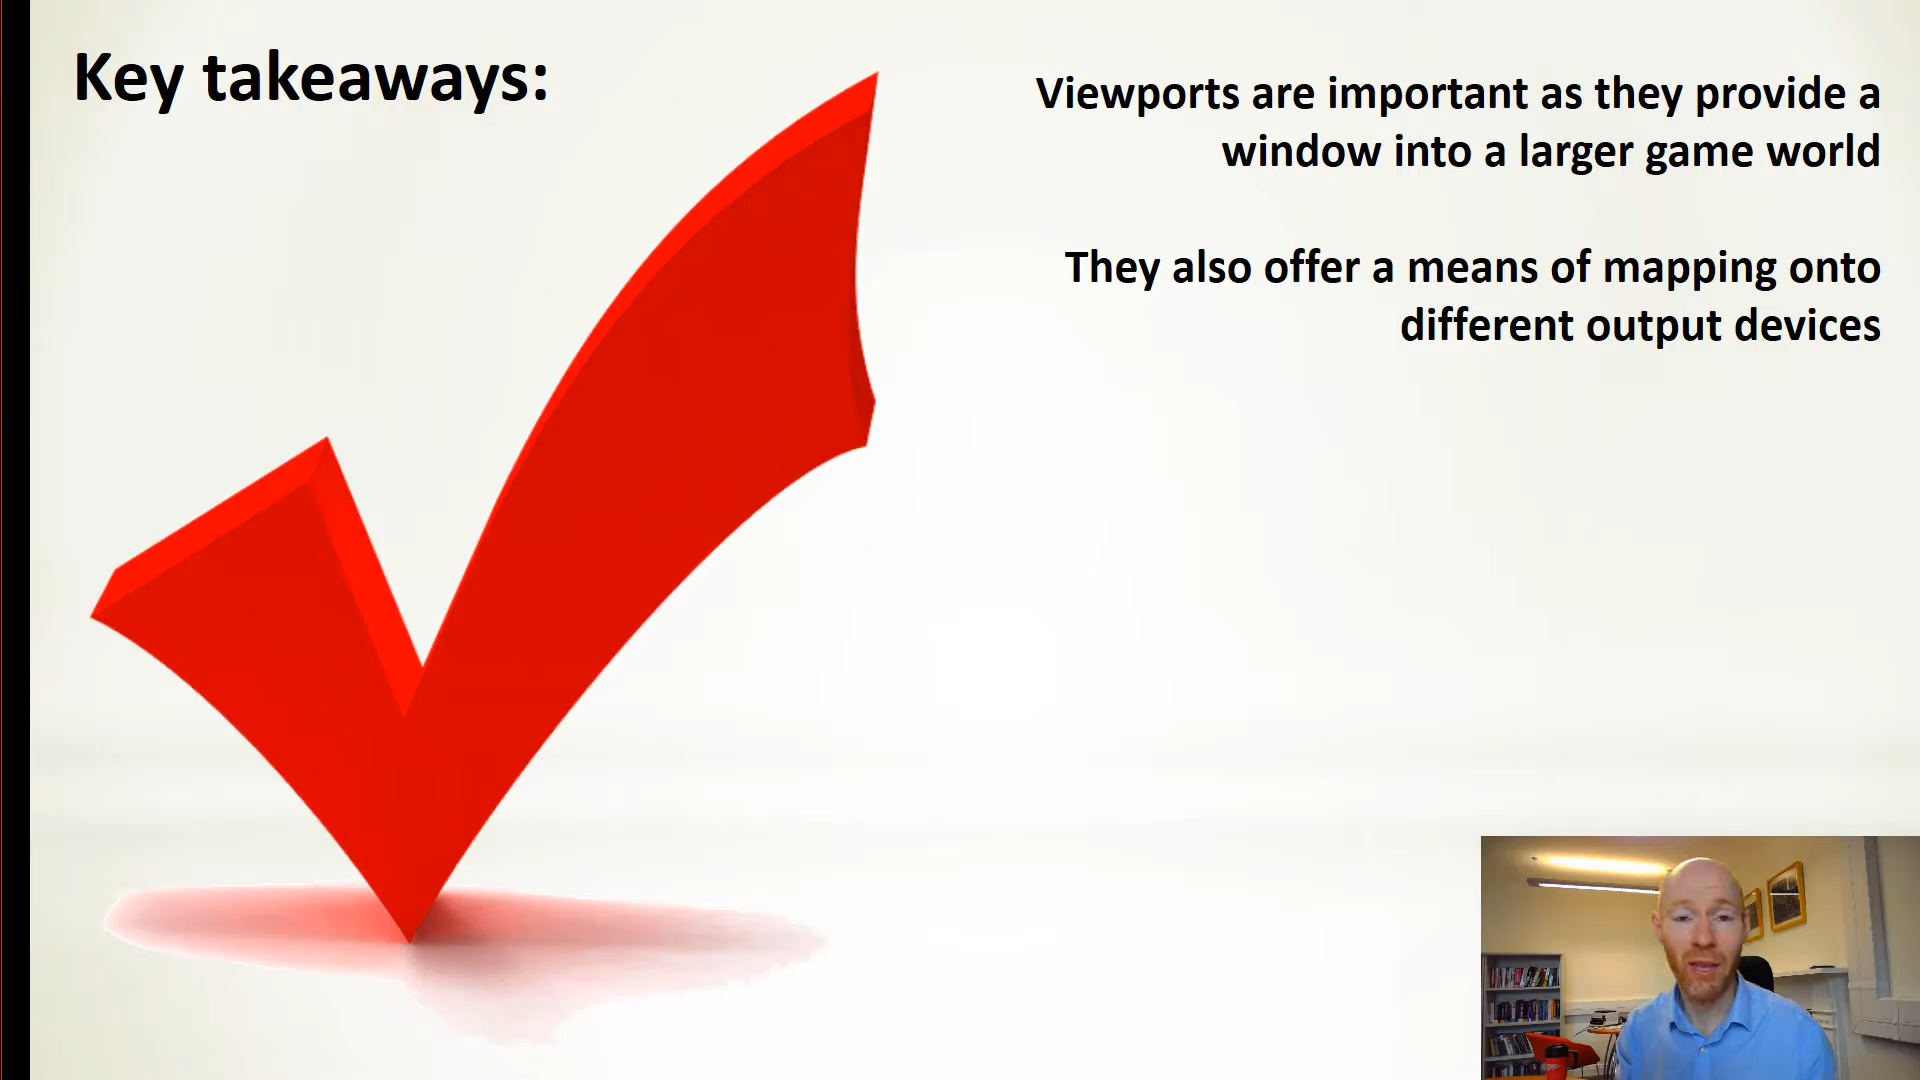 Key takeaways:
Viewports are important as they provide a
window into a larger game world
They also offer a means of mapping onto
different output devices